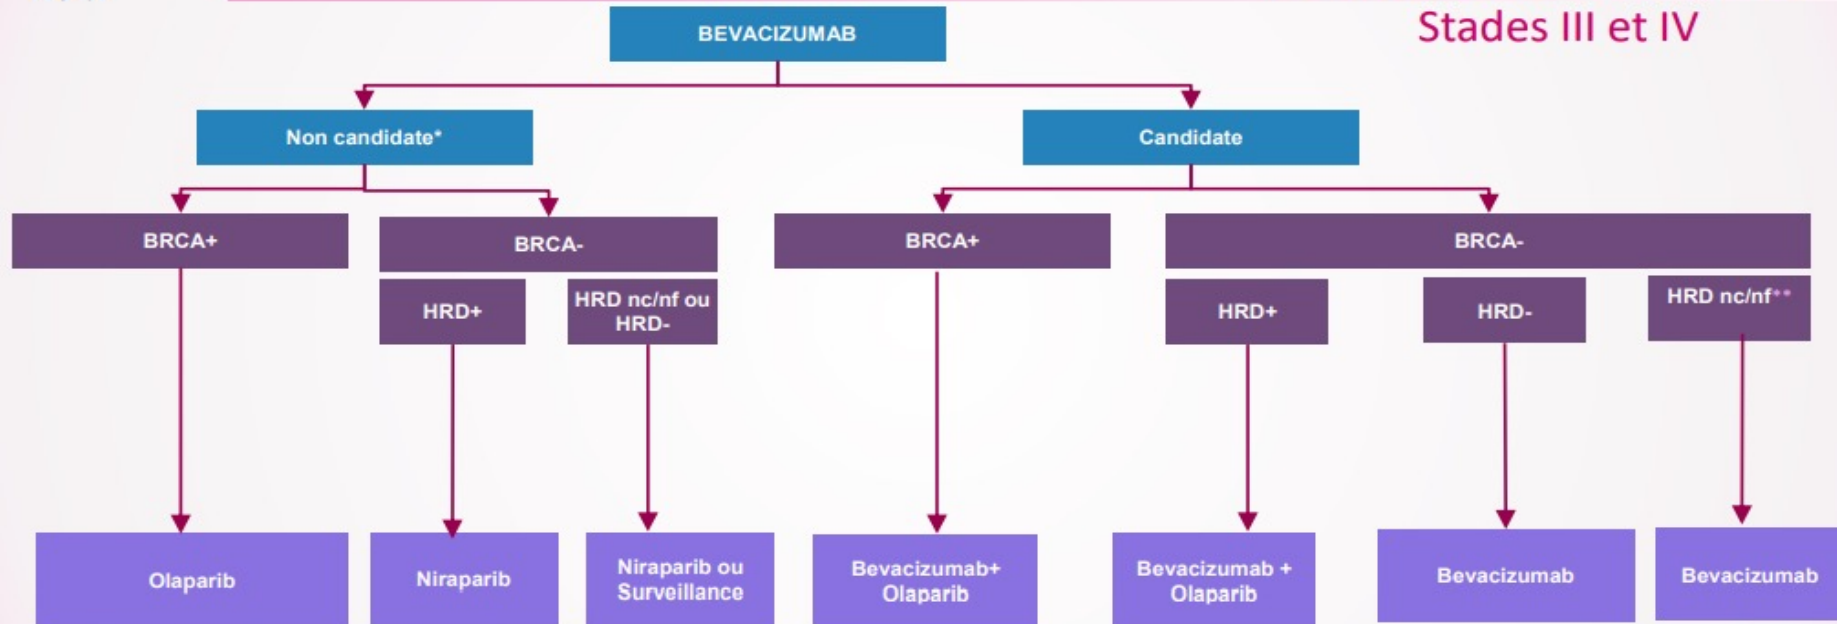 Stades III et IV
BEVACIZUMAB
Non candidate*
Candidate
BRCA+
BRCA-
BRCA+
BRCA-
HRD+
HRD nc/nf ou
HRD-
HRD+
HRD-
HRD nc/nf**
Olaparib
Niraparib
Niraparib ou
Surveillance
Bevacizumab+
Olaparib
Bevacizumab +
Olaparib
Bevacizumab
Bevacizumab